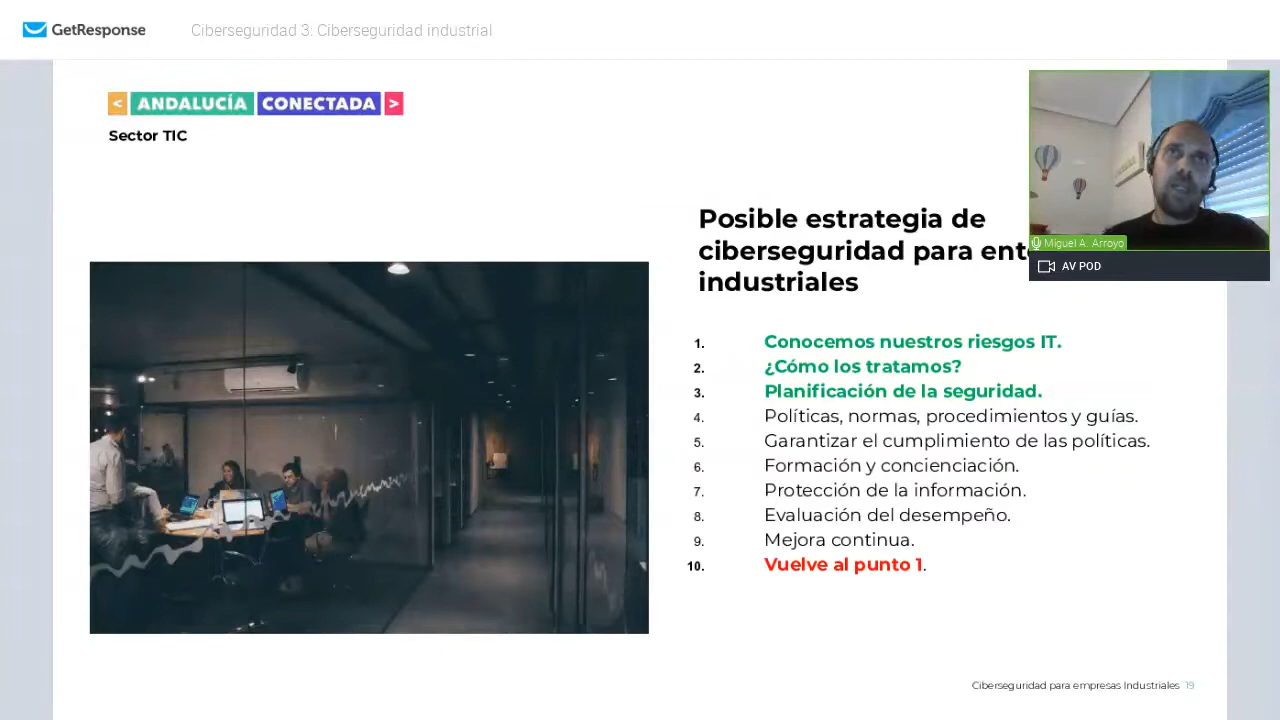 GetResponse
Ciberseguridad 3: Ciberseguridad industrial
< ANDALUCÍA CONECTADA >
Sector TIC
Posible estrategia de
ciberseguridad para
industriales
Miguel A. Arroyo
AV POD
1. Conocemos nuestros riesgos IT.
2. ¿Cómo los tratamos?
3. Planificación de la seguridad.
4. Políticas, normas, procedimientos y guías.
5. Garantizar el cumplimiento de las políticas.
6. Formación y concienciación.
7. Protección de la información.
8. Evaluación del desempeño.
9. Mejora continua.
10. Vuelve al punto 1.
Ciberseguridad para empresas Industriales 19